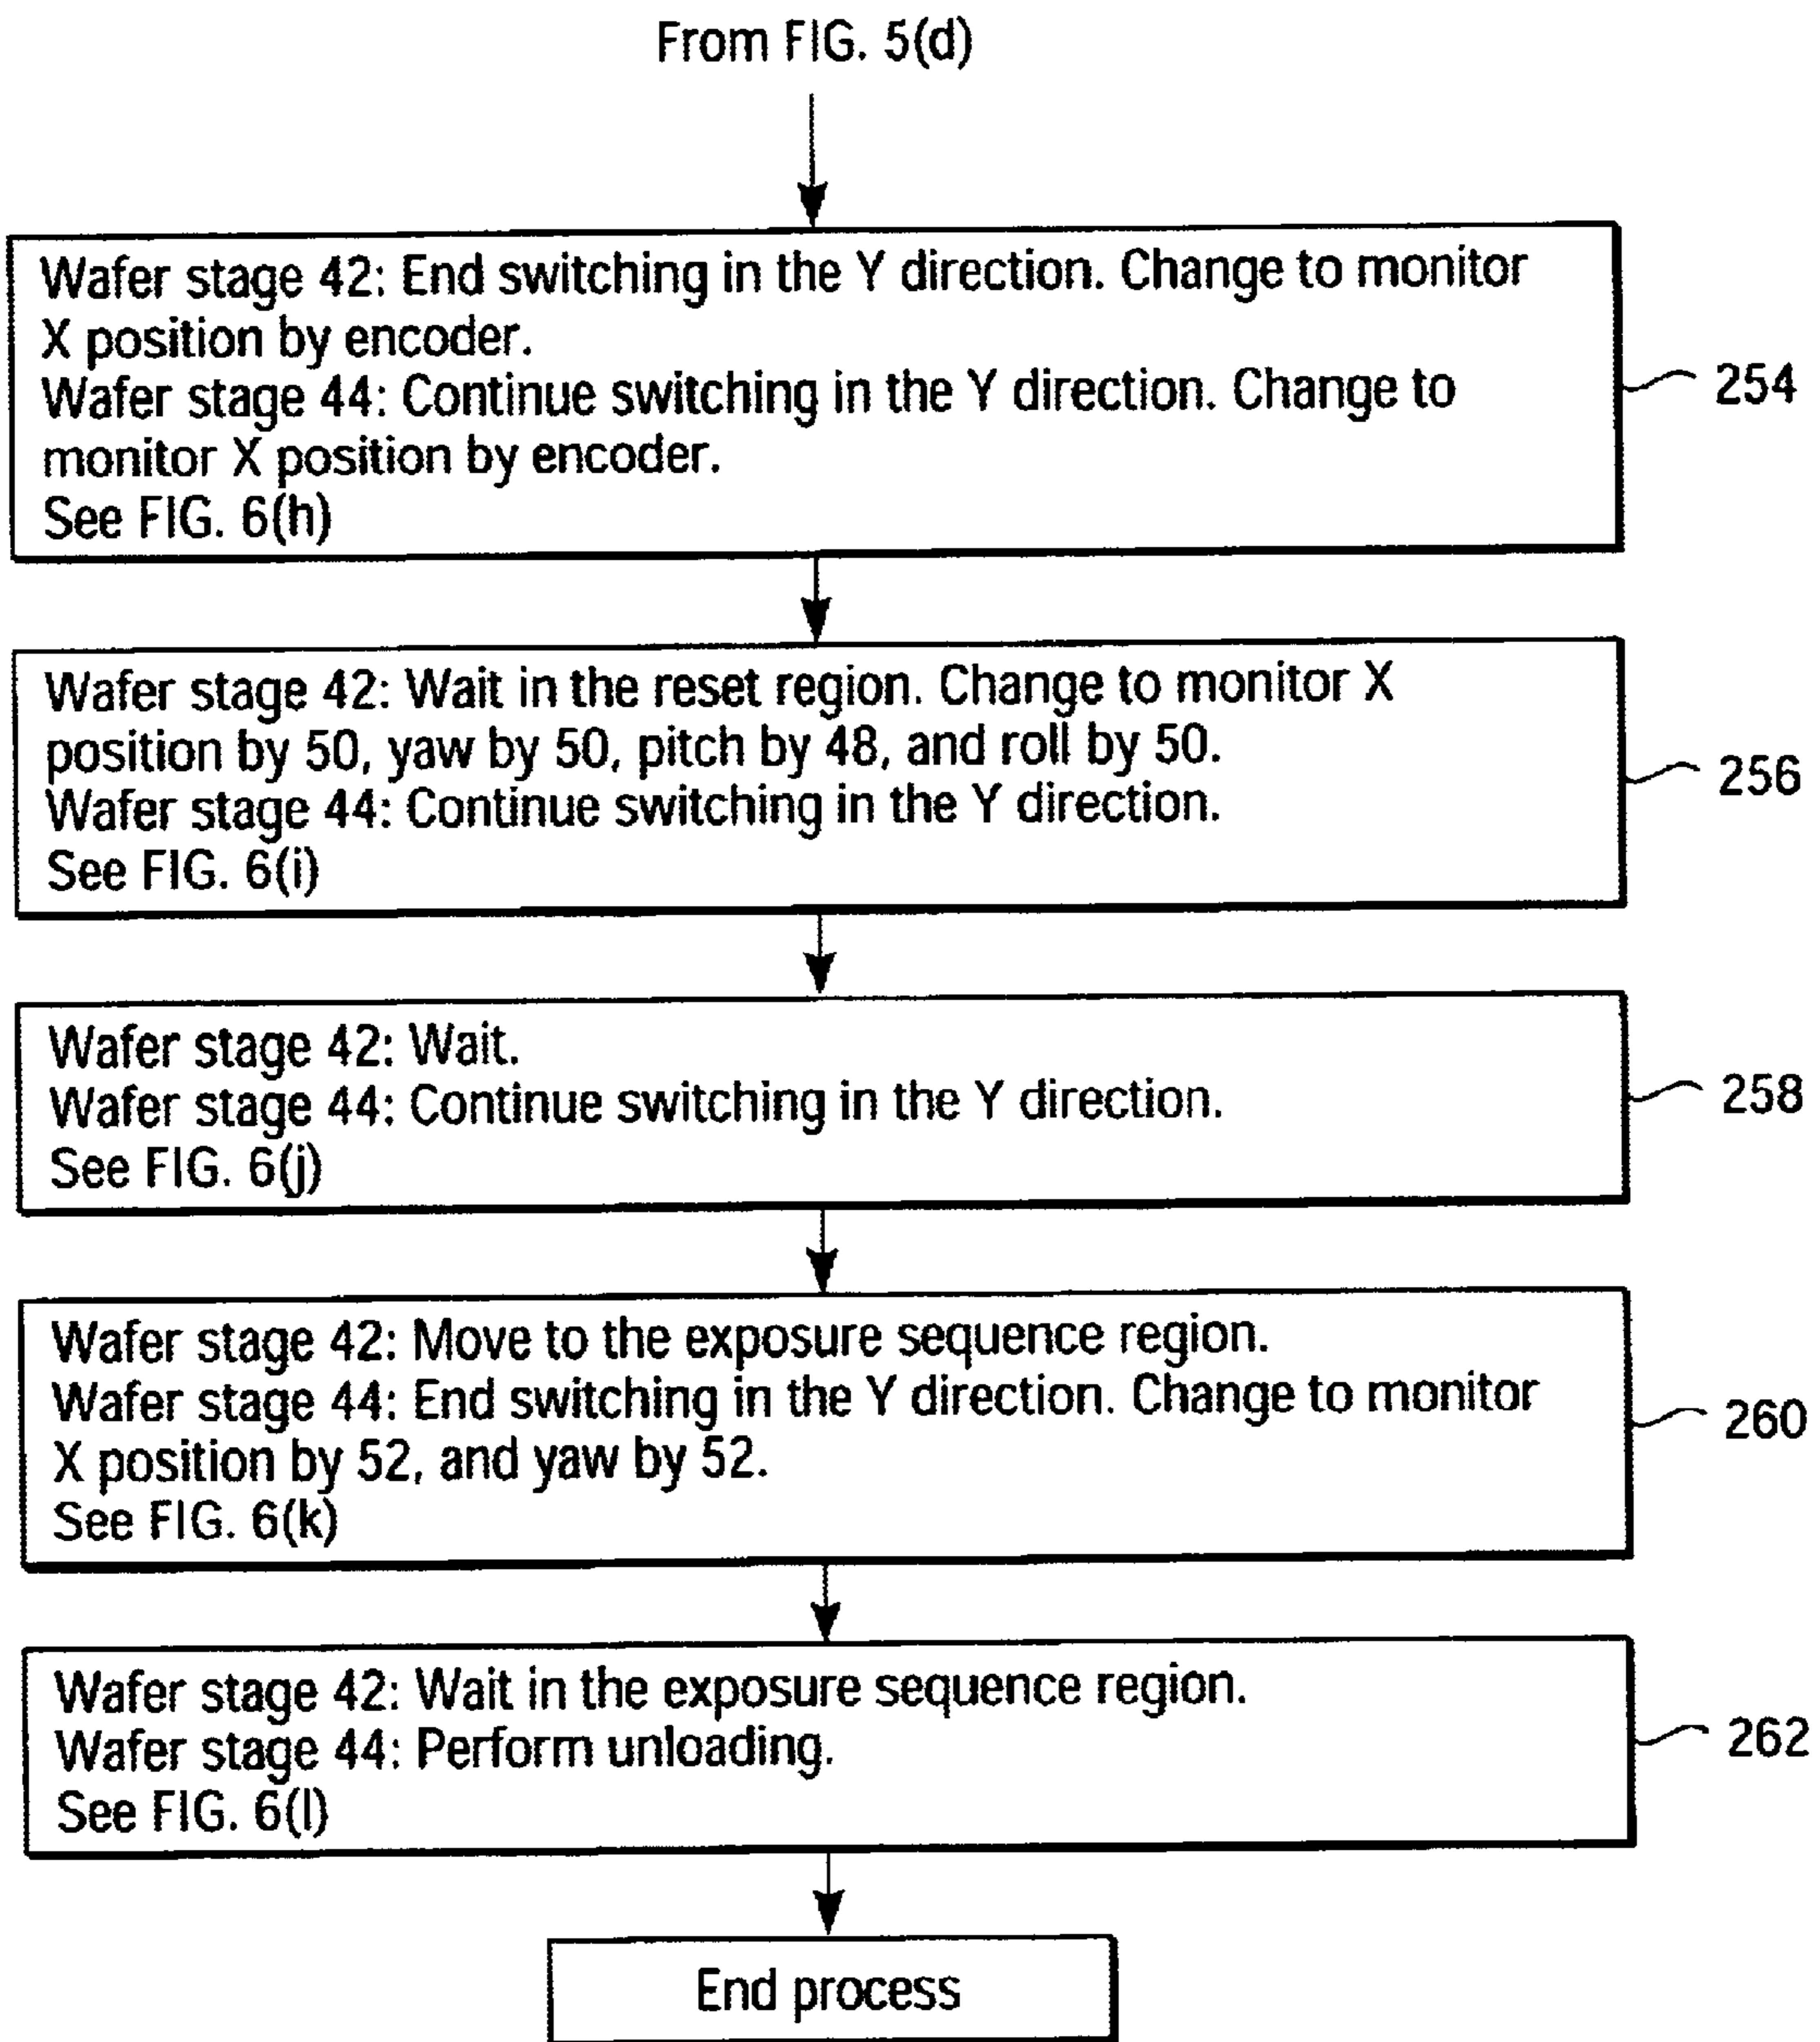 From FIG. 5(d)
Wafer stage 42: End switching in the Y direction. Change to monitor
X position by encoder.
Wafer stage 44: Continue switching in the Y direction. Change to
monitor X position by encoder.
See FIG. 6(h)
254
Wafer stage 42: Wait in the reset region. Change to monitor X
position by 50, yaw by 50, pitch by 48, and roll by 50.
Wafer stage 44: Continue switching in the Y direction.
See FIG. 6(i)
256
Wafer stage 42: Wait.
Wafer stage 44: Continue switching in the Y direction.
See FIG. 6(j)
258
Wafer stage 42: Move to the exposure sequence region.
Wafer stage 44: End switching in the Y direction. Change to monitor
X position by 52, and yaw by 52.
See FIG. 6(k)
260
Wafer stage 42: Wait in the exposure sequence region.
Wafer stage 44: Perform unloading.
See FIG. 6(l)
262
End process